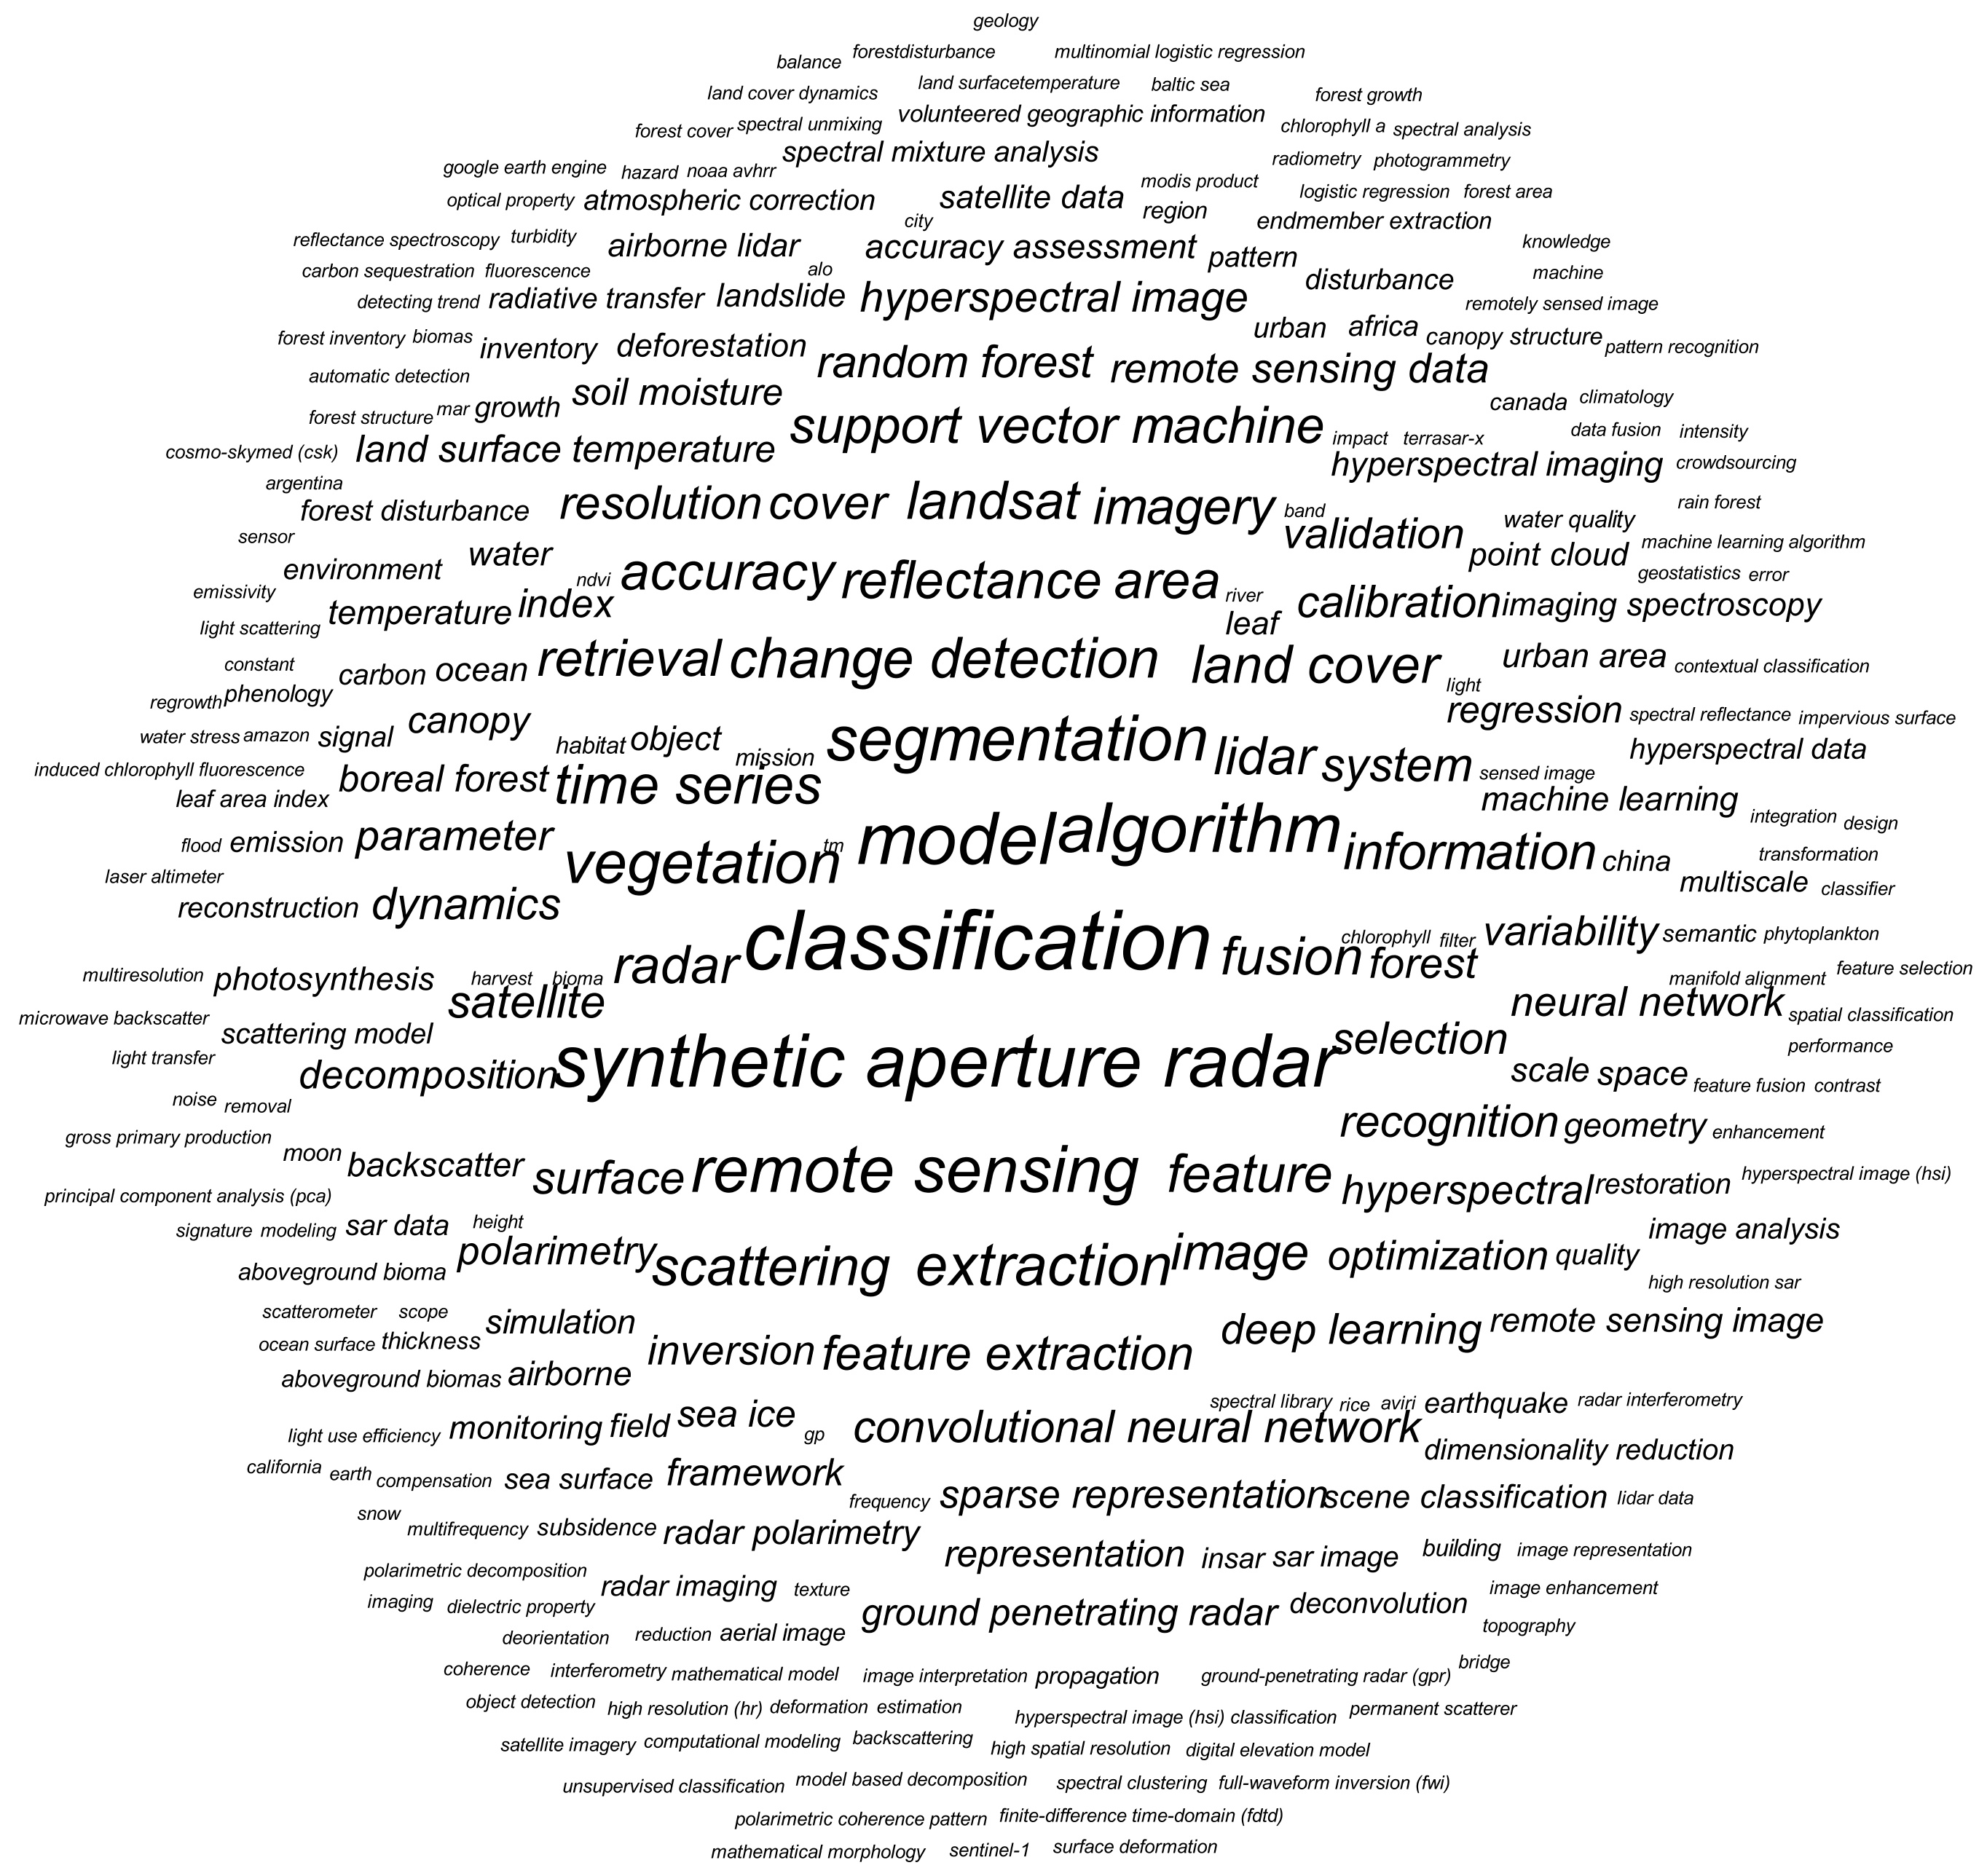 geology
balance forestdisturbance multinomial logistic regression
land cover dynamics land surfacetemperature baltic sea forest growth
forest cover spectral unmixing volunteered geographic information chlorophyll a spectral analysis
google earth engine hazard noaa avhrr spectral mixture analysis radiometry photogrammetry
optical property atmospheric correction satellite data modis product logistic regression forest area
city region endmember extraction
reflectance spectroscopy turbidity airborne lidar accuracy assessment pattern knowledge
carbon sequestration fluorescence alo disturbance machine
detecting trend radiative transfer landslide hyperspectral image remotely sensed image
forest inventory biomas inventory deforestation urban africa canopy structure pattern recognition
automatic detection random forest remote sensing data
forest structure mar growth soil moisture canada climatology
cosmo-skymed (csk) land surface temperature support vector machine impact terrasar-x data fusion intensity
hyperspectral imaging crowdsourcing
argentina
forest disturbance resolution cover landsat imagery band rain forest
sensor validation water quality
environment water point cloud machine learning algorithm
emissivity ndvi accuracy reflectance area geostatistics error
light scattering temperature index river leaf calibration imaging spectroscopy
constant carbon ocean retrieval change detection land cover urban area contextual classification
regrowth phenology light
water stress amazon signal canopy regression spectral reflectance impervious surface
habitat object mission segmentation lidar system hyperspectral data
induced chlorophyll fluorescence boreal forest time series sensed image
leaf area index machine learning
flood emission parameter vegetation tm model algorithm information china integration design
laser altimeter transformation
reconstruction dynamics multiscale classifier
classification fusion chlorophyll filter variability semantic phytoplankton
multiresolution photosynthesis harvest bioma radar forest manifold alignment feature selection
microwave backscatter satellite neural network spatial classification
light transfer scattering model selection performance
decomposition synthetic aperture radar scale space feature fusion contrast
noise removal
gross primary production recognition geometry enhancement
moon backscatter surface remote sensing feature hyperspectral restoration hyperspectral image (hsi)
principal component analysis (pca)
signature modeling sar data height image analysis
aboveground bioma polarimetry scattering extraction image optimization quality
high resolution sar
scatterometer scope simulation deep learning remote sensing image
ocean surface thickness inversion feature extraction
aboveground biomas airborne
spectral library rice aviri earthquake radar interferometry
light use efficiency monitoring field sea ice gp convolutional neural network
california earth compensation sea surface framework dimensionality reduction
frequency sparse representation scene classification lidar data
snow multifrequency subsidence radar polarimetry
representation insar sar image building image representation
polarimetric decomposition radar imaging texture image enhancement
imaging dielectric property ground penetrating radar deconvolution
deorientation reduction aerial image topography
coherence interferometry mathematical model image interpretation propagation ground-penetrating radar (gpr) bridge
object detection high resolution (hr) deformation estimation hyperspectral image (hsi) classification permanent scatterer
satellite imagery computational modeling backscattering high spatial resolution digital elevation model
unsupervised classification model based decomposition spectral clustering full-waveform inversion (fwi)
polarimetric coherence pattern finite-difference time-domain (fdtd)
mathematical morphology sentinel-1 surface deformation